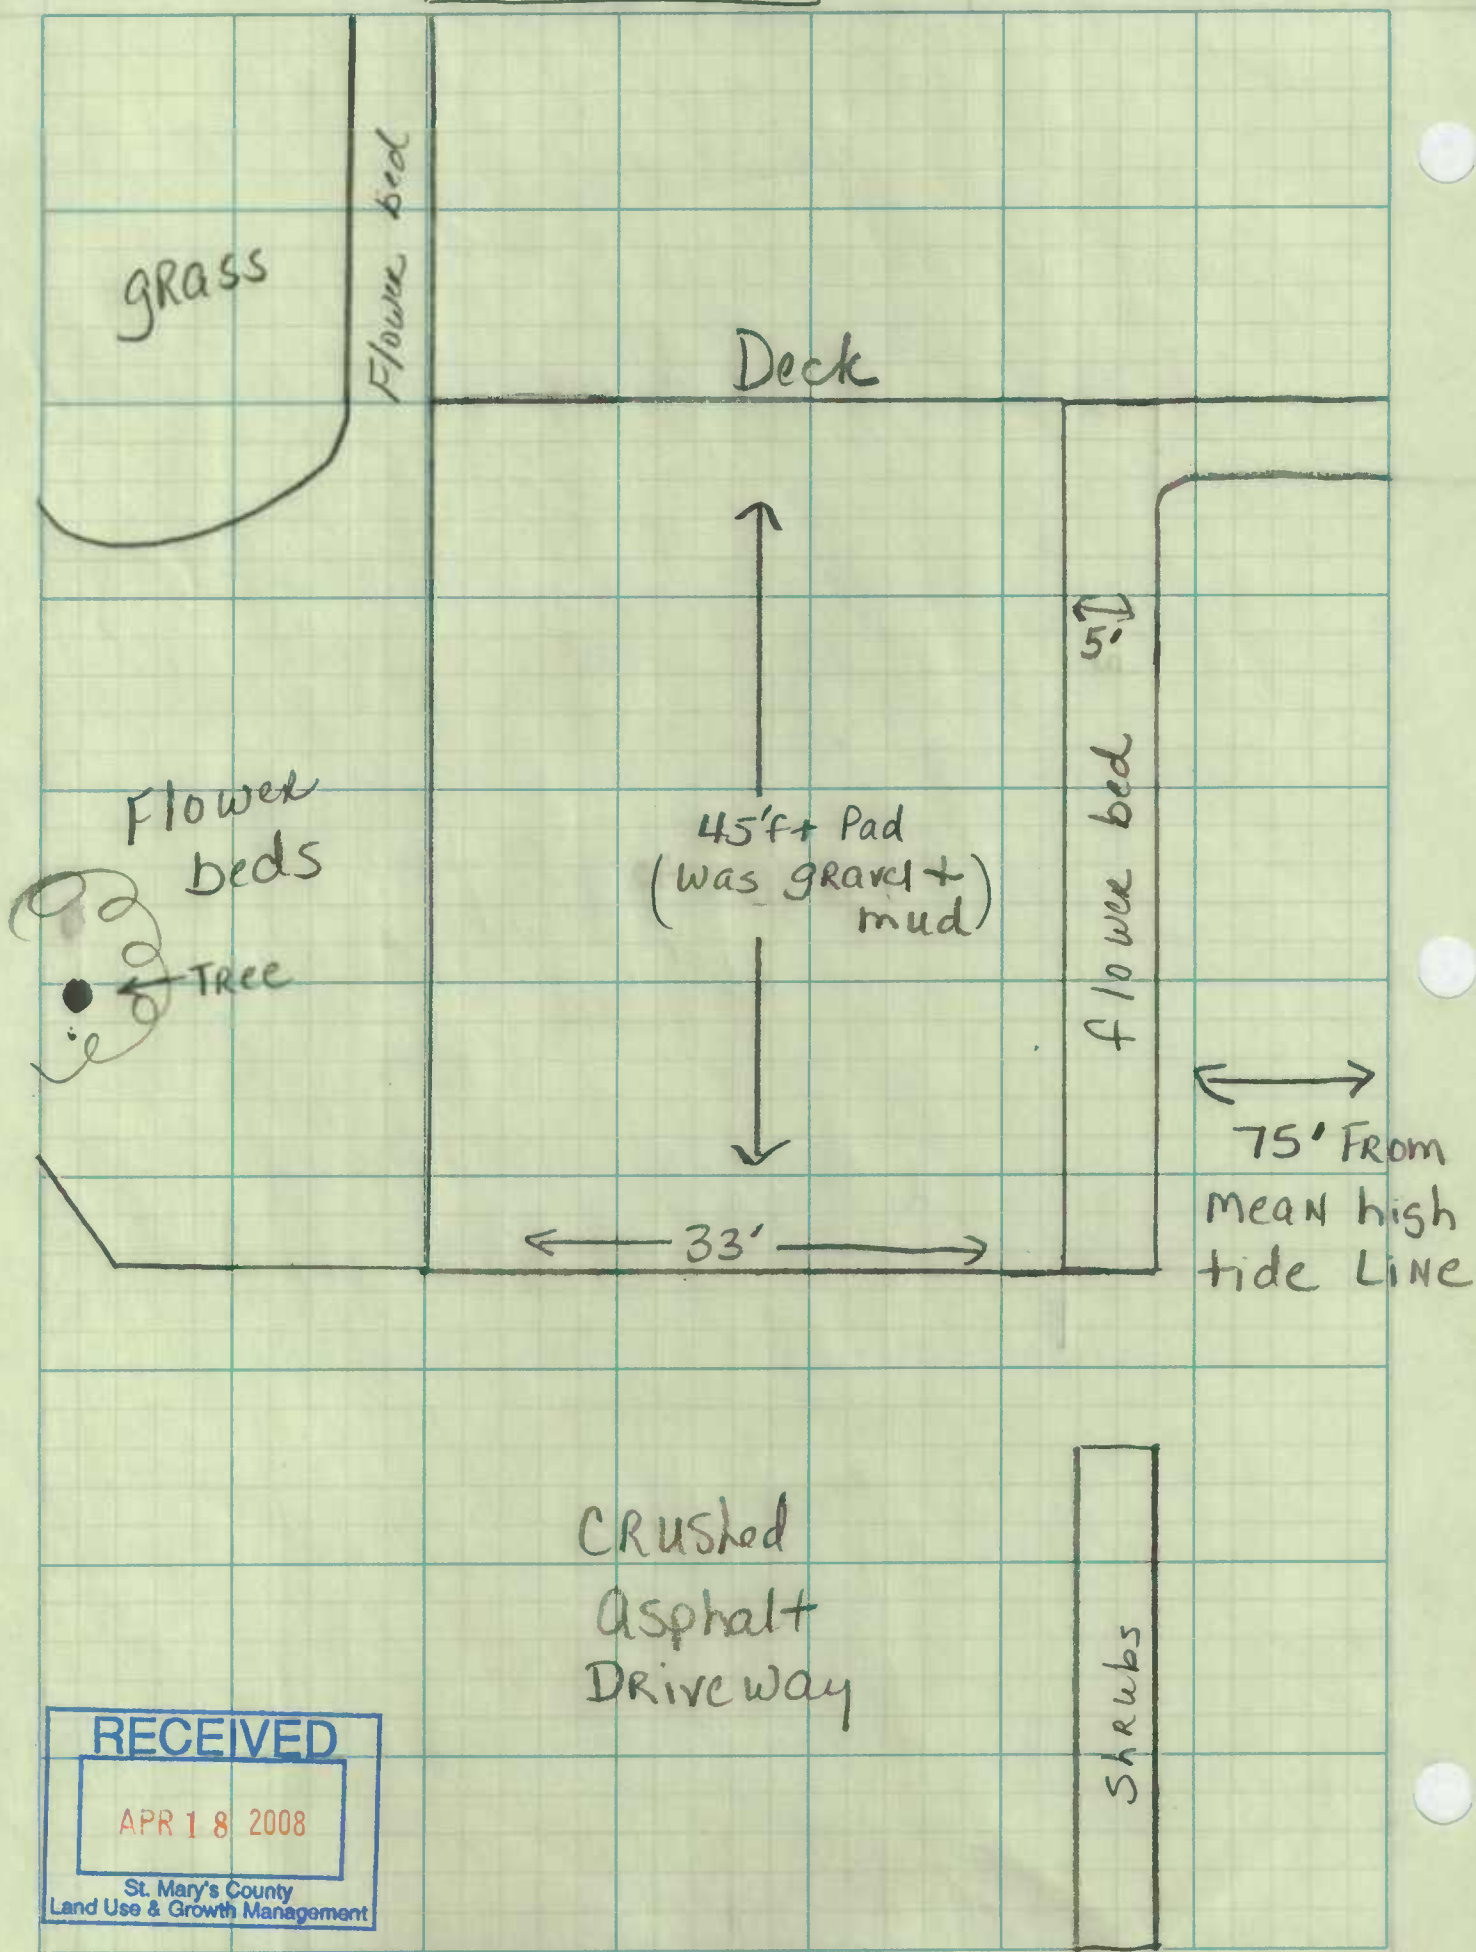 grass
Flower bed
Deck
5'
Flower
beds
45'ft Pad
(was gravel +
mud)
flower bed
Tree
75' From
mean high
tide Line
33'
Crushed
asphalt
Driveway
Shrubs
RECEIVED
APR 18 2008
St. Mary's County
Land Use & Growth Management